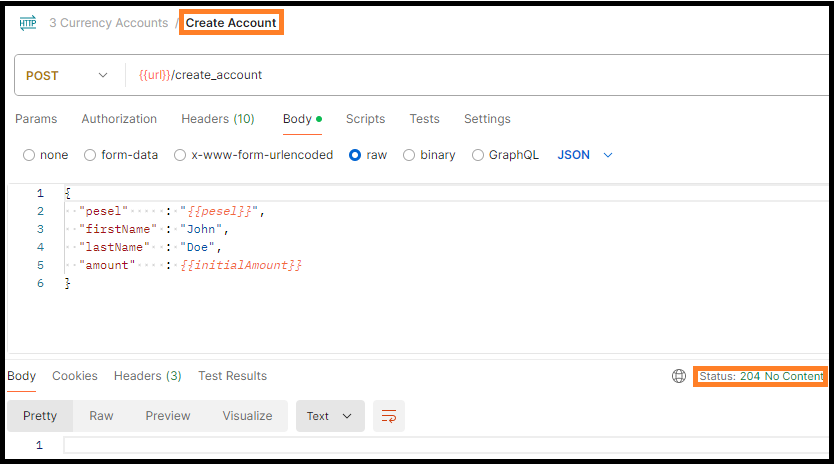 HTTP 3 Currency Accounts / Create Account
POST {{url}}/create_account
Params Authorization Headers (10) Body Scripts Tests Settings
none form-data x-www-form-urlencoded raw binary GraphQL JSON
1 {
2 "pesel" : "{{pesel}}",
3 "firstName" : "John",
4 "lastName" : "Doe",
5 "amount" : {{initialAmount}}
6 }
Body Cookies Headers (3) Test Results Status: 204 No Content
Pretty Raw Preview Visualize Text
1